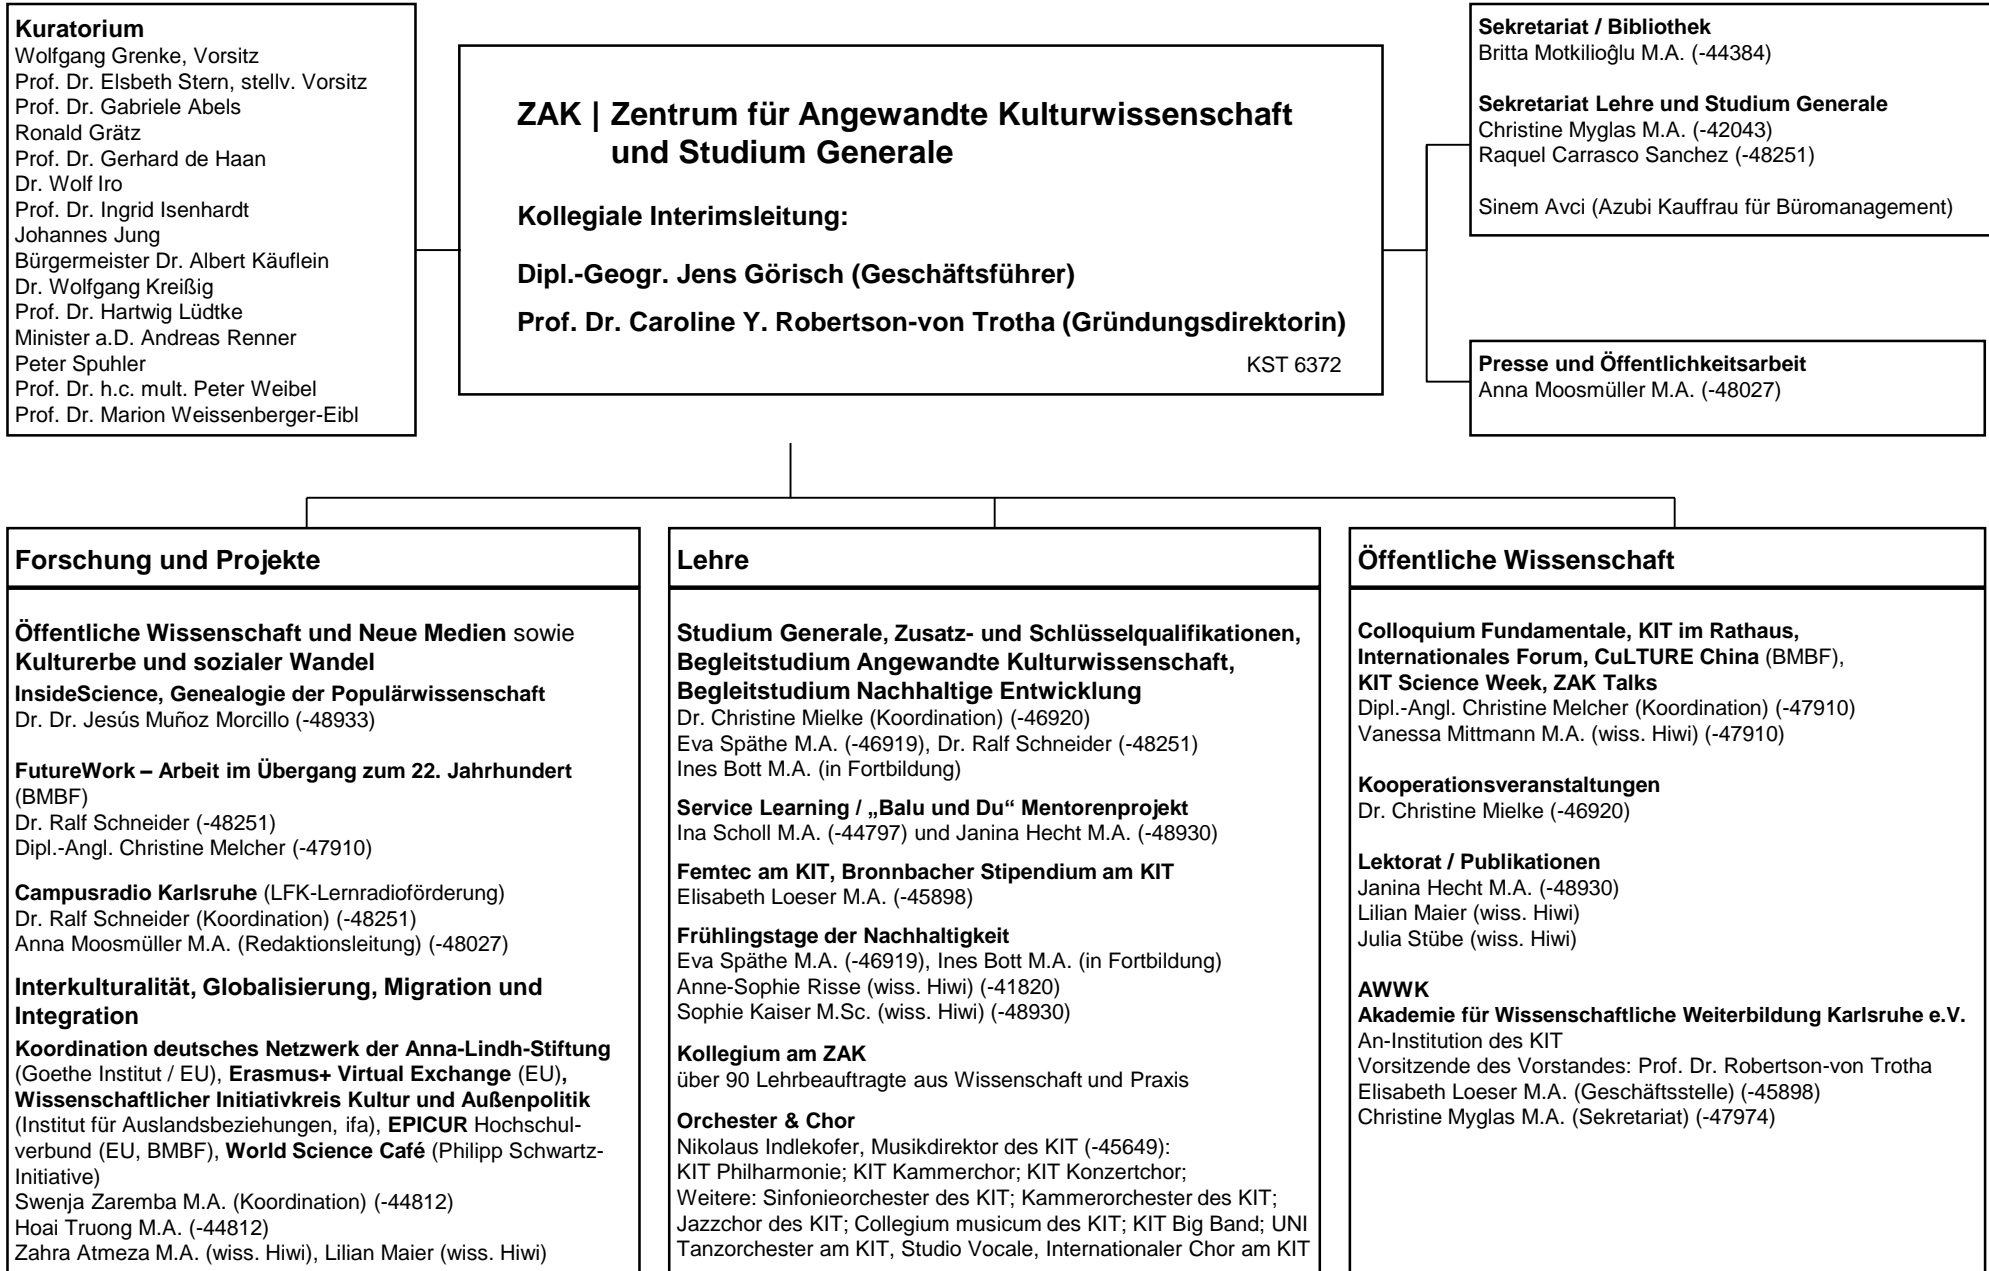 Kuratorium
Wolfgang Grenke, Vorsitz
Prof. Dr. Elsbeth Stern, stellv. Vorsitz
Prof. Dr. Gabriele Abels
Ronald Grätz
Prof. Dr. Gerhard de Haan
Dr. Wolf Iro
Prof. Dr. Ingrid Isenhardt
Johannes Jung
Bürgermeister Dr. Albert Käuflein
Dr. Wolfgang Kreißig
Prof. Dr. Hartwig Lüdtke
Minister a.D. Andreas Renner
Peter Spuhler
Prof. Dr. h.c. mult. Peter Weibel
Prof. Dr. Marion Weissenberger-Eibl
ZAK | Zentrum für Angewandte Kulturwissenschaft
und Studium Generale
Kollegiale Interimsleitung:
Dipl.-Geogr. Jens Görisch (Geschäftsführer)
Prof. Dr. Caroline Y. Robertson-von Trotha (Gründungsdirektorin)
KST 6372
Sekretariat / Bibliothek
Britta Motkilioĝlu M.A. (-44384)
Sekretariat Lehre und Studium Generale
Christine Myglas M.A. (-42043)
Raquel Carrasco Sanchez (-48251)
Sinem Avci (Azubi Kauffrau für Büromanagement)
Presse und Öffentlichkeitsarbeit
Anna Moosmüller M.A. (-48027)
Forschung und Projekte
Öffentliche Wissenschaft und Neue Medien sowie
Kulturerbe und sozialer Wandel
InsideScience, Genealogie der Populärwissenschaft
Dr. Dr. Jesús Muñoz Morcillo (-48933)
FutureWork – Arbeit im Übergang zum 22. Jahrhundert
(BMBF)
Dr. Ralf Schneider (-48251)
Dipl.-Angl. Christine Melcher (-47910)
Campusradio Karlsruhe (LFK-Lernradioförderung)
Dr. Ralf Schneider (Koordination) (-48251)
Anna Moosmüller M.A. (Redaktionsleitung) (-48027)
Interkulturalität, Globalisierung, Migration und
Integration
Koordination deutsches Netzwerk der Anna-Lindh-Stiftung
(Goethe Institut / EU), Erasmus+ Virtual Exchange (EU),
Wissenschaftlicher Initiativkreis Kultur und Außenpolitik
(Institut für Auslandsbeziehungen, ifa), EPICUR Hochschul-
verbund (EU, BMBF), World Science Café (Philipp Schwartz-
Initiative)
Swenja Zaremba M.A. (Koordination) (-44812)
Hoai Truong M.A. (-44812)
Zahra Atmeza M.A. (wiss. Hiwi), Lilian Maier (wiss. Hiwi)
Lehre
Studium Generale, Zusatz- und Schlüsselqualifikationen,
Begleitstudium Angewandte Kulturwissenschaft,
Begleitstudium Nachhaltige Entwicklung
Dr. Christine Mielke (Koordination) (-46920)
Eva Späthe M.A. (-46919), Dr. Ralf Schneider (-48251)
Ines Bott M.A. (in Fortbildung)
Service Learning / „Balu und Du“ Mentorenprojekt
Ina Scholl M.A. (-44797) und Janina Hecht M.A. (-48930)
Femtec am KIT, Bronnbacher Stipendium am KIT
Elisabeth Loeser M.A. (-45898)
Frühlingstage der Nachhaltigkeit
Eva Späthe M.A. (-46919), Ines Bott M.A. (in Fortbildung)
Anne-Sophie Risse (wiss. Hiwi) (-41820)
Sophie Kaiser M.Sc. (wiss. Hiwi) (-48930)
Kollegium am ZAK
über 90 Lehrbeauftragte aus Wissenschaft und Praxis
Orchester & Chor
Nikolaus Indlekofer, Musikdirektor des KIT (-45649):
KIT Philharmonie; KIT Kammerchor; KIT Konzertchor;
Weitere: Sinfonieorchester des KIT; Kammerorchester des KIT;
Jazzchor des KIT; Collegium musicum des KIT; KIT Big Band; UNI
Tanzorchester am KIT, Studio Vocale, Internationaler Chor am KIT
Öffentliche Wissenschaft
Colloquium Fundamentale, KIT im Rathaus,
Internationales Forum, CuLTURE China (BMBF),
KIT Science Week, ZAK Talks
Dipl.-Angl. Christine Melcher (Koordination) (-47910)
Vanessa Mittmann M.A. (wiss. Hiwi) (-47910)
Kooperationsveranstaltungen
Dr. Christine Mielke (-46920)
Lektorat / Publikationen
Janina Hecht M.A. (-48930)
Lilian Maier (wiss. Hiwi)
Julia Stübe (wiss. Hiwi)
AWWK
Akademie für Wissenschaftliche Weiterbildung Karlsruhe e.V.
An-Institution des KIT
Vorsitzende des Vorstandes: Prof. Dr. Robertson-von Trotha
Elisabeth Loeser M.A. (Geschäftsstelle) (-45898)
Christine Myglas M.A. (Sekretariat) (-47974)